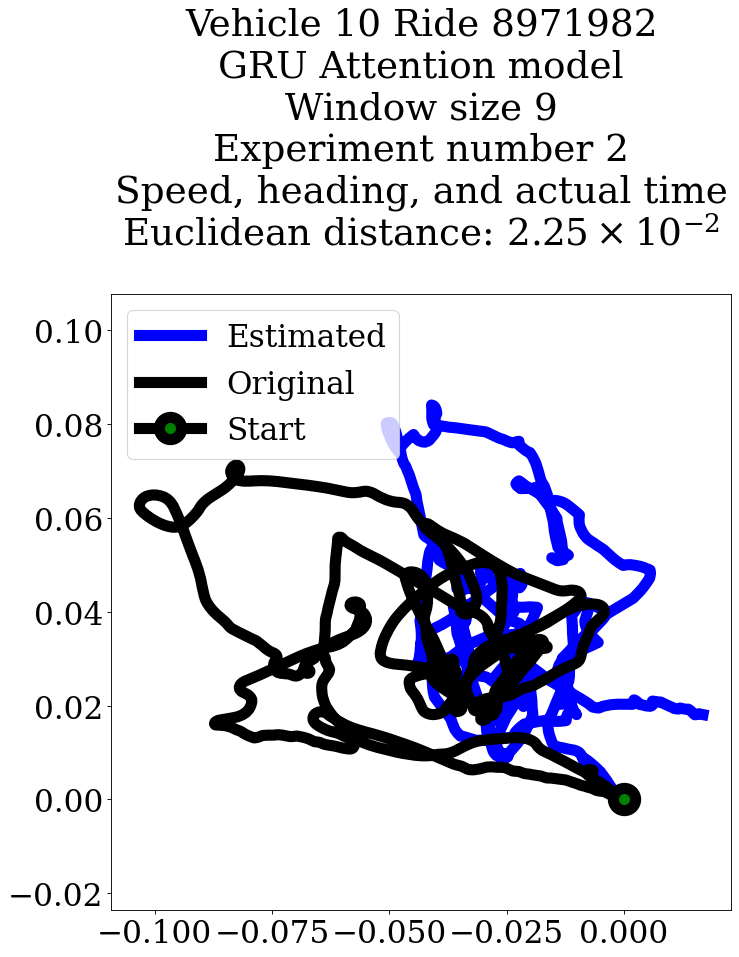 Vehicle 10 Ride 8971982
GRU Attention model
Window size 9
Experiment number 2
Speed, heading, and actual time
Euclidean distance: 2.25 × 10⁻²
Estimated
Original
Start
0.10
0.08
0.06
0.04
0.02
0.00
−0.02
−0.100 −0.075 −0.050 −0.025 0.000